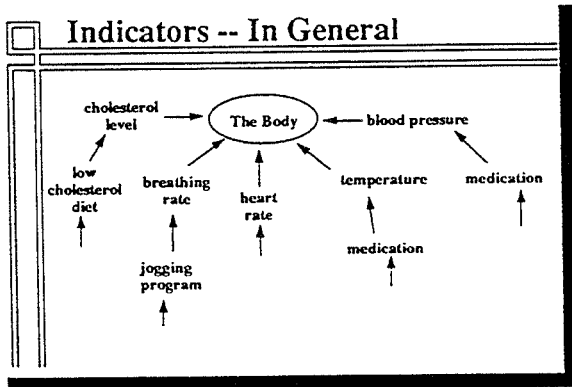 Indicators -- In General
cholesterol
level
The Body
blood pressure
low
cholesterol
diet
breathing
rate
heart
rate
temperature
medication
medication
jogging
program